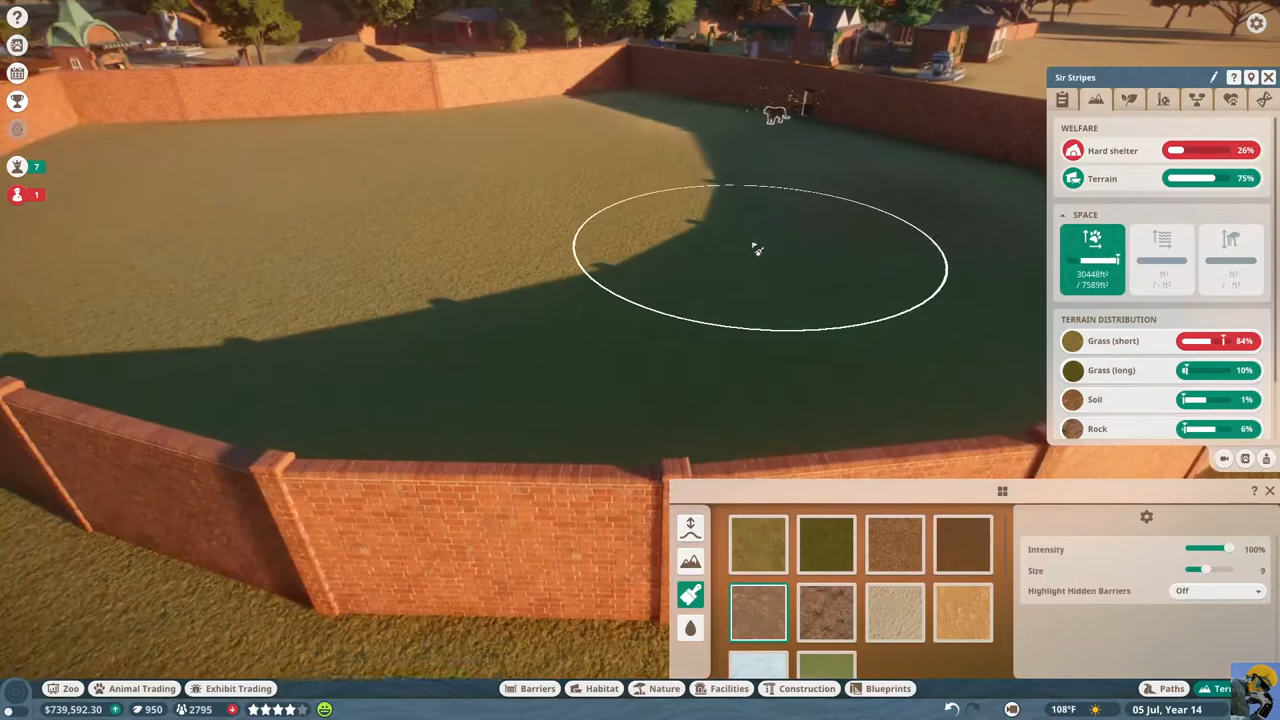 Sir Stripes
?
WELFARE
Hard shelter 26%
Terrain 75%
SPACE
30448ft²
/ 7589ft²
- ft²
/ - ft²
- ft²
/ - ft²
TERRAIN DISTRIBUTION
Grass (short) 84%
Grass (long) 10%
Soil 1%
Rock 6%
?
7
1
?
Intensity 100%
Size 9
Highlight Hidden Barriers Off
Zoo
Animal Trading
Exhibit Trading
Barriers
Habitat
Nature
Facilities
Construction
Blueprints
Paths
Terr
$739,592.30
950
2795
108°F
05 Jul, Year 14